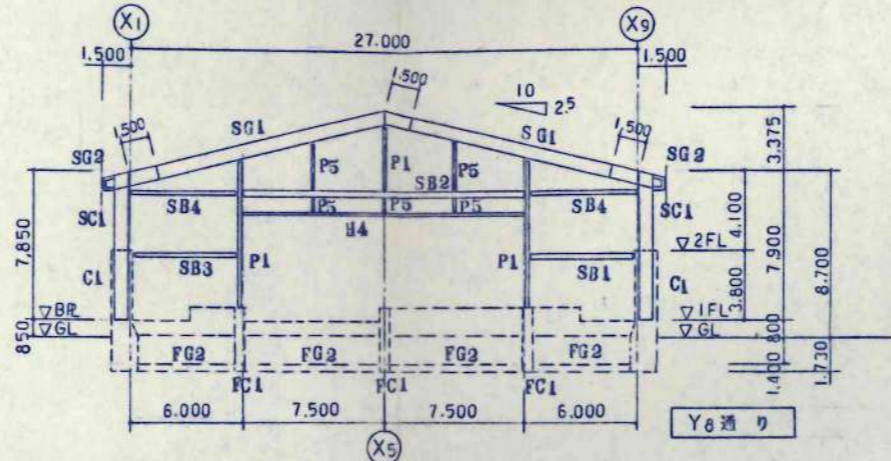 X1
X9
27.000
1,500
1,500
1,500
10
2.5
SG1
SG1
1,500
1,500
3,375
SG2
SG2
P5
P1
P5
SB2
SB4
SB4
SC1
SC1
P5
P5
P5
H4
4.100
7,850
7,900
▽2FL
8.700
SB3
P1
P1
SB1
C1
C1
3.800
▽BR
▽1FL
850
▽GL
▽GL
800
FG2
FG2
FG2
FG2
1,400
1.730
FC1
FC1
FC1
6.000
7.500
7.500
6.000
X5
Y8通り